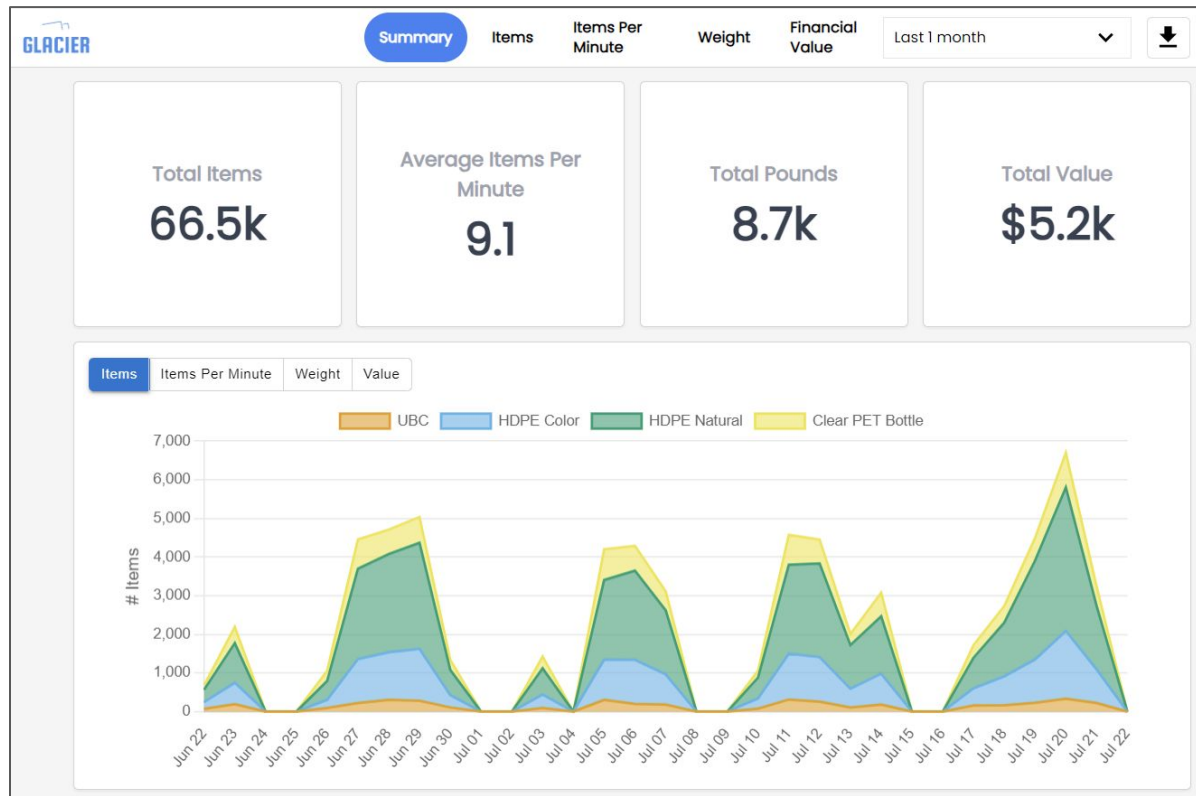 GLACIER
Summary
Items
Items Per
Minute
Weight
Financial
Value
Last 1 month
Total Items
66.5k
Average Items Per
Minute
9.1
Total Pounds
8.7k
Total Value
$5.2k
Items
Items Per Minute
Weight
Value
UBC
HDPE Color
HDPE Natural
Clear PET Bottle
7,000
6,000
5,000
4,000
3,000
2,000
1,000
0
# Items
Jun 22
Jun 23
Jun 24
Jun 25
Jun 26
Jun 27
Jun 28
Jun 29
Jun 30
Jul 01
Jul 02
Jul 03
Jul 04
Jul 05
Jul 06
Jul 07
Jul 08
Jul 09
Jul 10
Jul 11
Jul 12
Jul 13
Jul 14
Jul 15
Jul 16
Jul 17
Jul 18
Jul 19
Jul 20
Jul 21
Jul 22